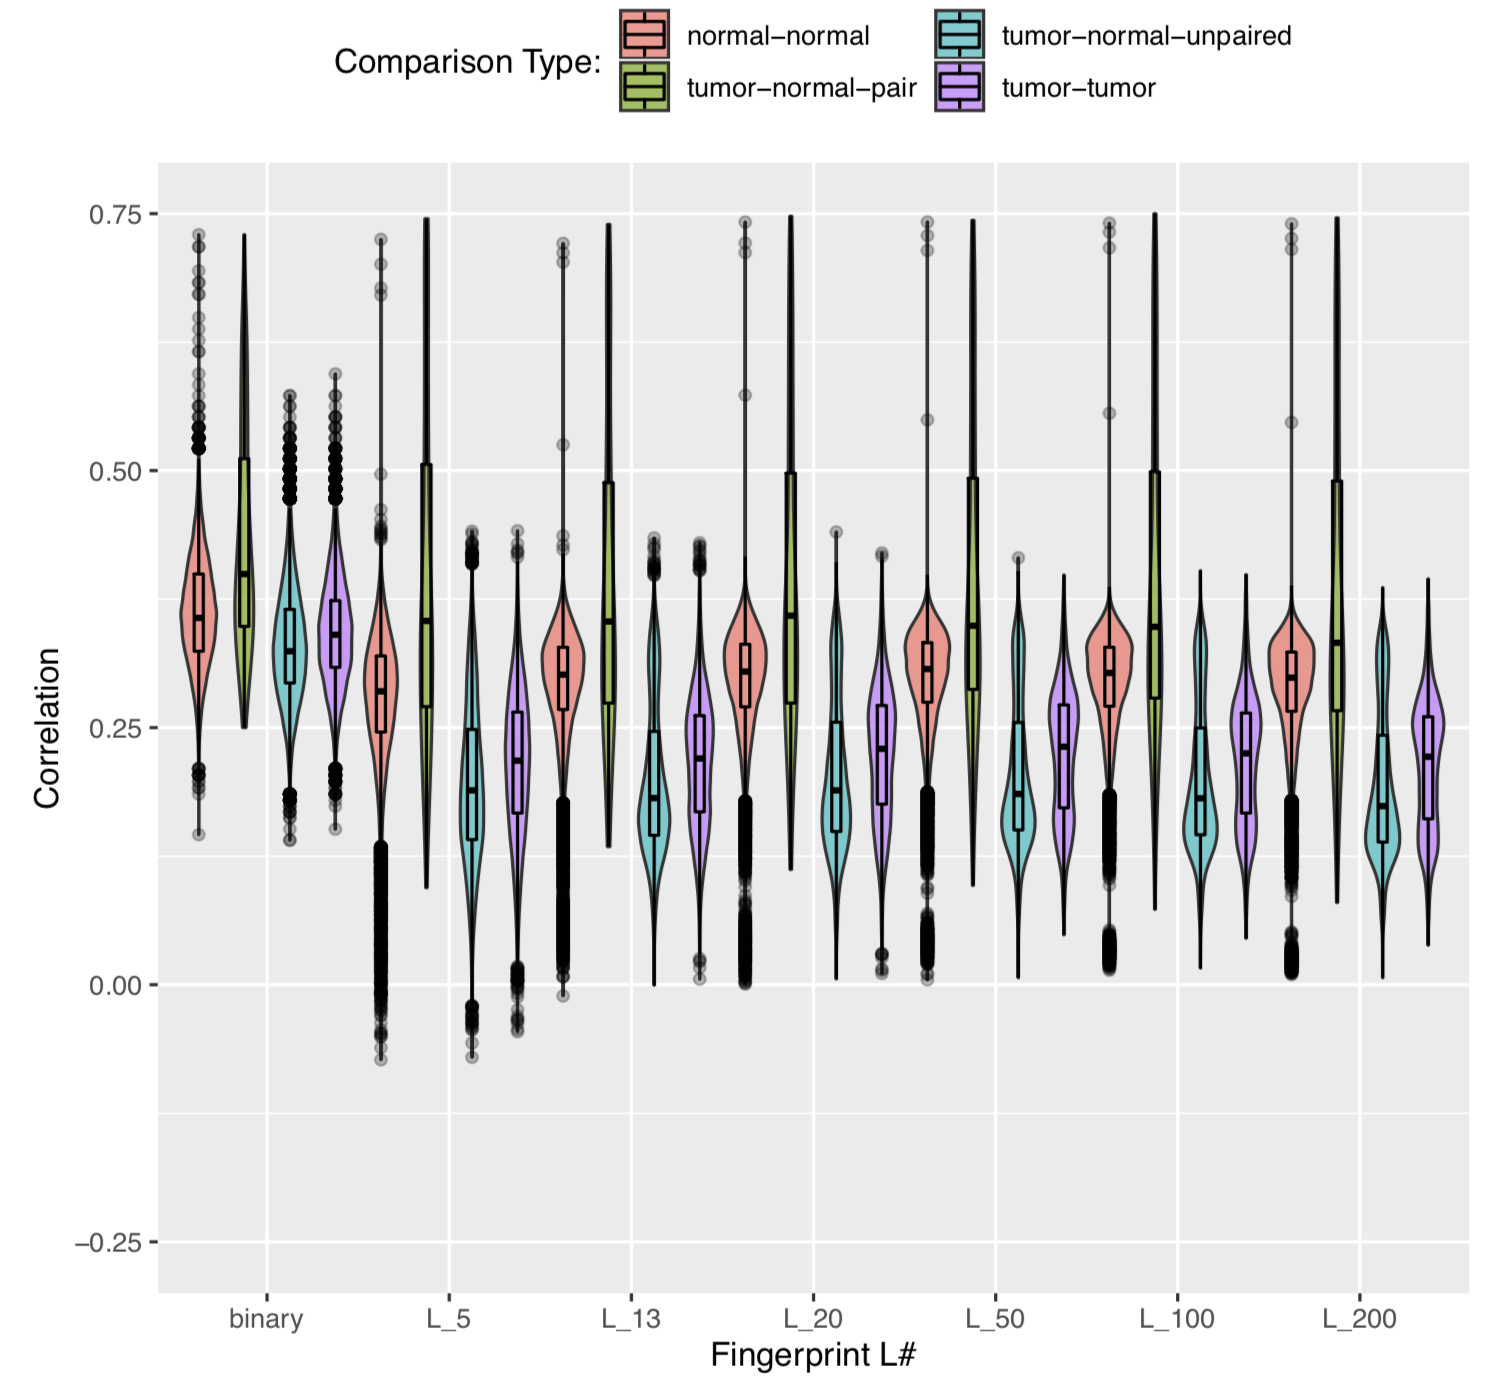 Comparison Type:
normal−normal
tumor−normal−pair
tumor−normal−unpaired
tumor−tumor
Correlation
0.75
0.50
0.25
0.00
−0.25
binary L_5 L_13 L_20 L_50 L_100 L_200
Fingerprint L#